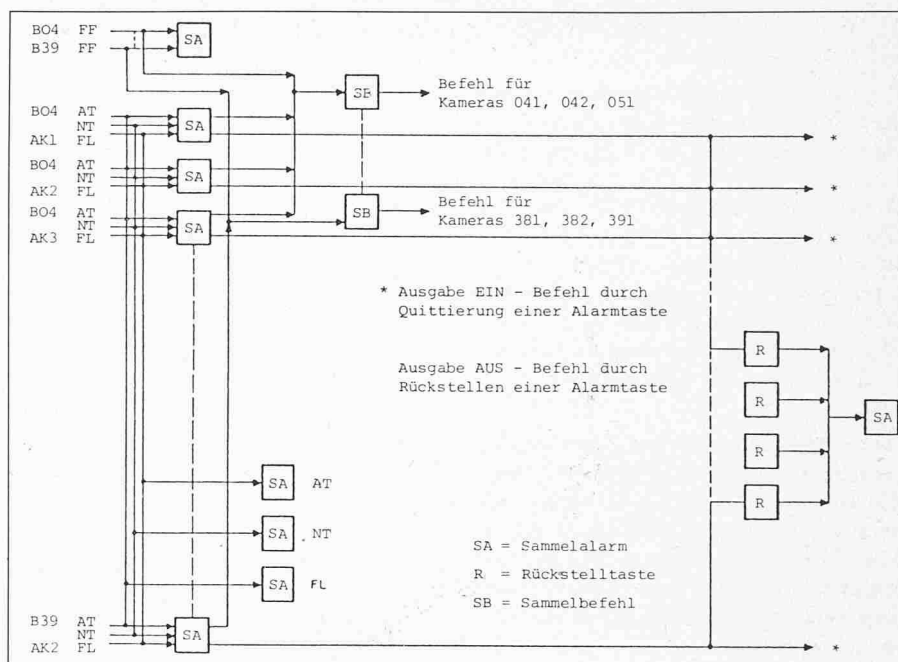 BO4 FF
SA
B39 FF
SB
Befehl für
Kameras 041, 042, 051
BO4 AT
NT
SA
AK1 FL
*
BO4 AT
NT
SA
AK2 FL
*
SB
Befehl für
Kameras 381, 382, 391
BO4 AT
NT
SA
AK3 FL
*
* Ausgabe EIN - Befehl durch
Quittierung einer Alarmtaste
R
Ausgabe AUS - Befehl durch
Rückstellen einer Alarmtaste
R
SA
R
SA AT
R
SA NT
SA = Sammelalarm
R = Rückstelltaste
SA FL
SB = Sammelbefehl
B39 AT
NT
SA
AK2 FL
*